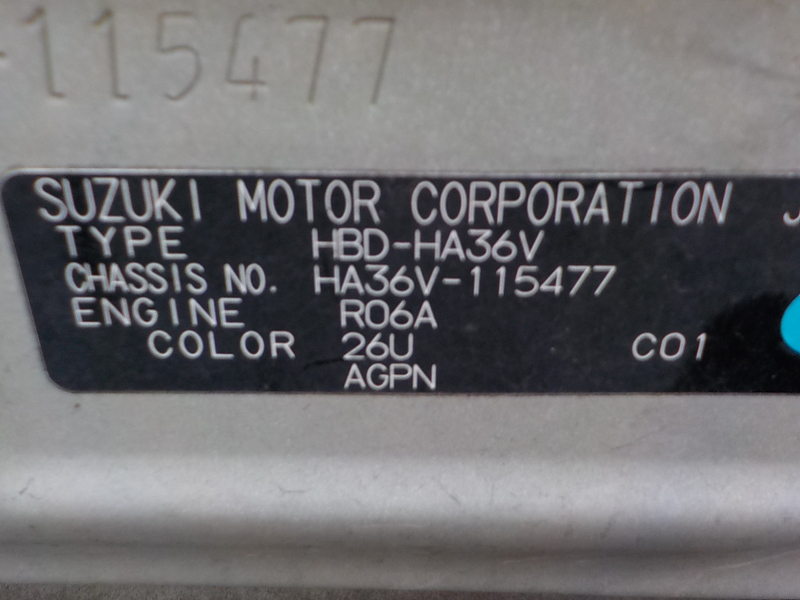 -115477
SUZUKI MOTOR CORPORATION J
TYPE HBD-HA36V
CHASSIS NO. HA36V-115477
ENGINE R06A
COLOR 26U C01
AGPN